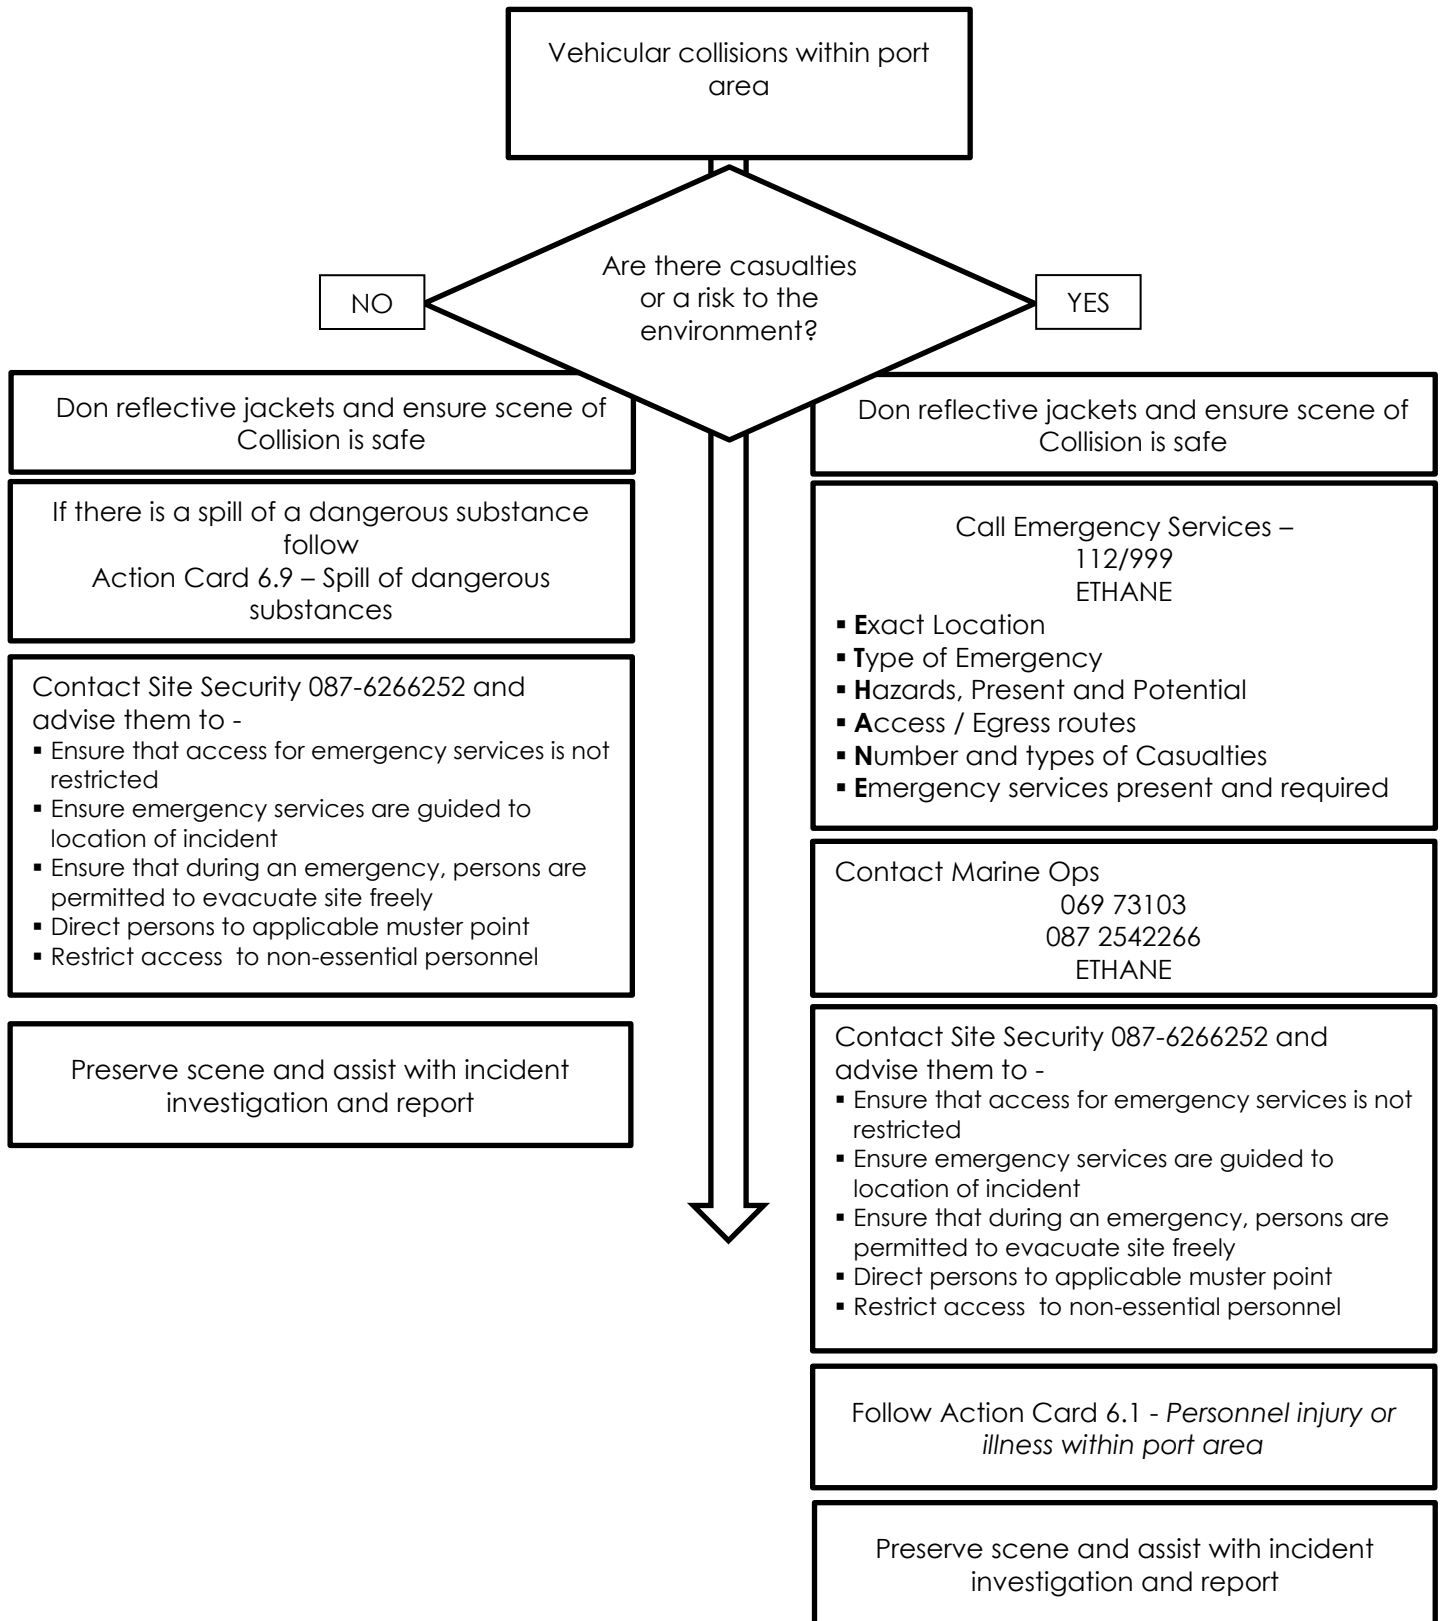 Vehicular collisions within port
area
Are there casualties
or a risk to the
environment?
NO
YES
Don reflective jackets and ensure scene of
Collision is safe
If there is a spill of a dangerous substance
follow
Action Card 6.9 – Spill of dangerous
substances
Contact Site Security 087-6266252 and
advise them to -
▪ Ensure that access for emergency services is not
restricted
▪ Ensure emergency services are guided to
location of incident
▪ Ensure that during an emergency, persons are
permitted to evacuate site freely
▪ Direct persons to applicable muster point
▪ Restrict access  to non-essential personnel
Preserve scene and assist with incident
investigation and report
Don reflective jackets and ensure scene of
Collision is safe
Call Emergency Services –
112/999
ETHANE
▪ Exact Location
▪ Type of Emergency
▪ Hazards, Present and Potential
▪ Access / Egress routes
▪ Number and types of Casualties
▪ Emergency services present and required
Contact Marine Ops
069 73103
087 2542266
ETHANE
Contact Site Security 087-6266252 and
advise them to -
▪ Ensure that access for emergency services is not
restricted
▪ Ensure emergency services are guided to
location of incident
▪ Ensure that during an emergency, persons are
permitted to evacuate site freely
▪ Direct persons to applicable muster point
▪ Restrict access  to non-essential personnel
Follow Action Card 6.1 - Personnel injury or
illness within port area
Preserve scene and assist with incident
investigation and report